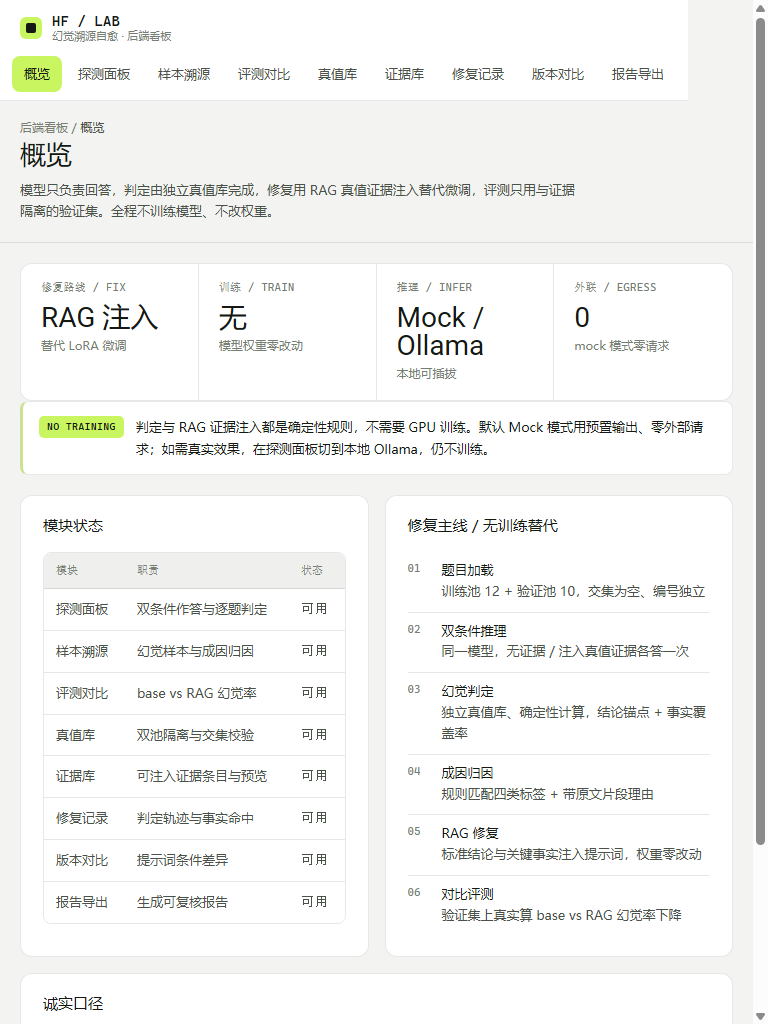 HF / LAB
幻觉溯源自愈 · 后端看板
概览 探测面板 样本溯源 评测对比 真值库 证据库 修复记录 版本对比 报告导出
后端看板 / 概览
概览
模型只负责回答，判定由独立真值库完成，修复用 RAG 真值证据注入替代微调，评测只用与证据
隔离的验证集。全程不训练模型、不改权重。
修复路线 / FIX
RAG 注入
替代 LoRA 微调
训练 / TRAIN
无
模型权重零改动
推理 / INFER
Mock /
Ollama
本地可插拔
外联 / EGRESS
0
mock 模式零请求
NO TRAINING
判定与 RAG 证据注入都是确定性规则，不需要 GPU 训练。默认 Mock 模式用预置输出、零外部请
求；如需真实效果，在探测面板切到本地 Ollama，仍不训练。
模块状态
模块 职责 状态
探测面板 双条件作答与逐题判定 可用
样本溯源 幻觉样本与成因归因 可用
评测对比 base vs RAG 幻觉率 可用
真值库 双池隔离与交集校验 可用
证据库 可注入证据条目与预览 可用
修复记录 判定轨迹与事实命中 可用
版本对比 提示词条件差异 可用
报告导出 生成可复核报告 可用
修复主线 / 无训练替代
01 题目加载
训练池 12 + 验证池 10，交集为空、编号独立
02 双条件推理
同一模型，无证据 / 注入真值证据各答一次
03 幻觉判定
独立真值库、确定性计算，结论锚点 + 事实覆
盖率
04 成因归因
规则匹配四类标签 + 带原文片段理由
05 RAG 修复
标准结论与关键事实注入提示词，权重零改动
06 对比评测
验证集上真实算 base vs RAG 幻觉率下降
诚实口径